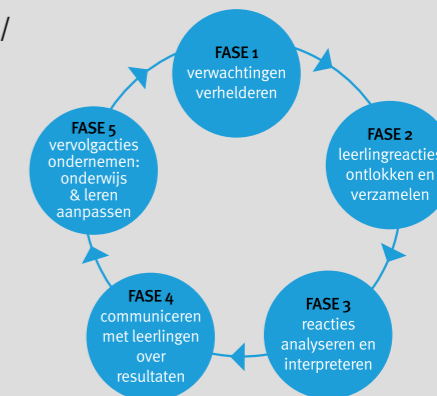 /
FASE 1
verwachtingen
verhelderen
FASE 2
leerlingreacties
ontlokken en
verzamelen
FASE 3
reacties
analyseren en
interpreteren
FASE 4
communiceren
met leerlingen
over
resultaten
FASE 5
vervolgacties
ondernemen:
onderwijs
& leren
aanpassen